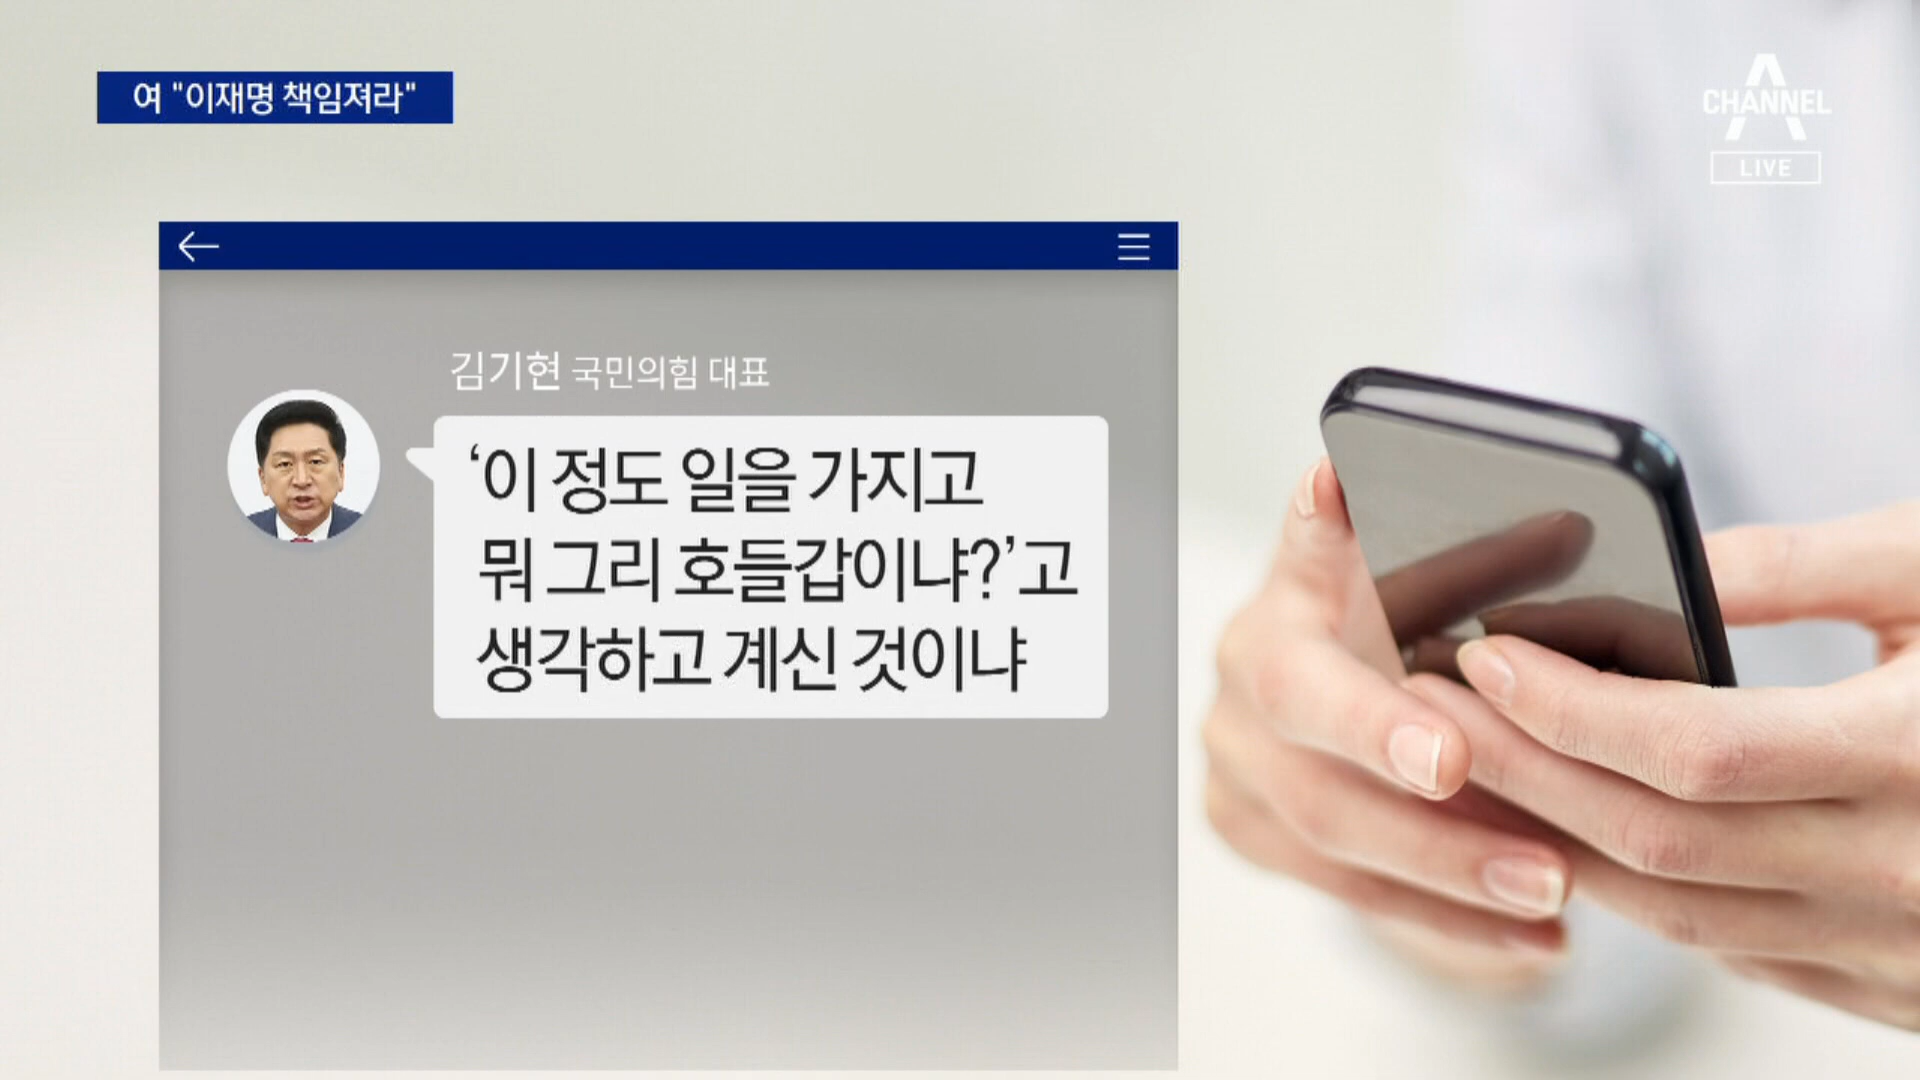 여 "이재명 책임져라"
CHANNEL A
LIVE
김기현 국민의힘 대표
‘이 정도 일을 가지고
뭐 그리 호들갑이냐?’고
생각하고 계신 것이냐